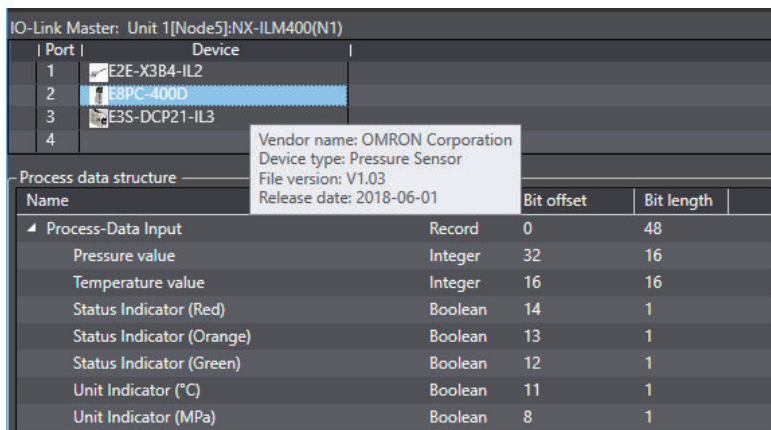 IO-Link Master: Unit 1[Node5]:NX-ILM400(N1)
Port Device
1 E2E-X3B4-IL2
2 E8PC-400D
3 E3S-DCP21-IL3
4
Vendor name: OMRON Corporation
Device type: Pressure Sensor
File version: V1.03
Release date: 2018-06-01
Process data structure
Name Bit offset Bit length
Process-Data Input Record 0 48
Pressure value Integer 32 16
Temperature value Integer 16 16
Status Indicator (Red) Boolean 14 1
Status Indicator (Orange) Boolean 13 1
Status Indicator (Green) Boolean 12 1
Unit Indicator (°C) Boolean 11 1
Unit Indicator (MPa) Boolean 8 1